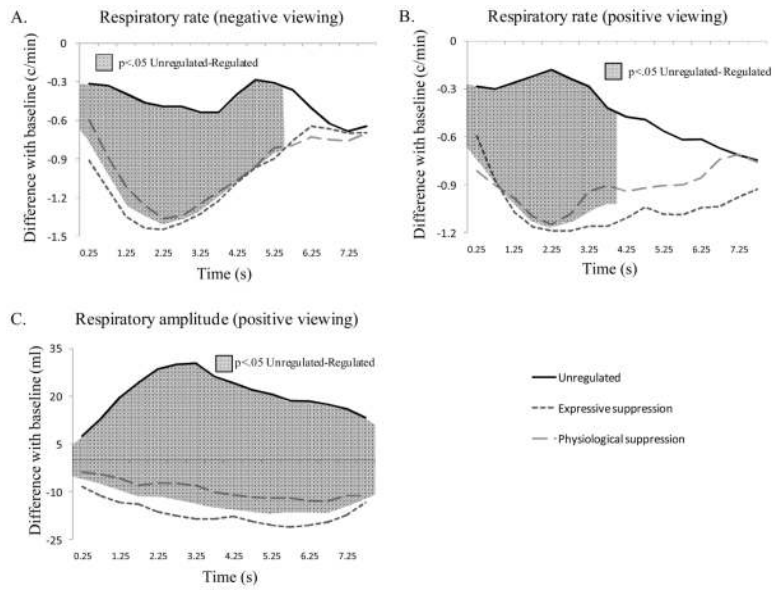 A. Respiratory rate (negative viewing)
0
-0.3
-0.6
-0.9
-1.2
-1.5
Difference with baseline (c/min)
p<.05 Unregulated-Regulated
0.25 1.25 2.25 3.25 4.25 5.25 6.25 7.25
Time (s)
B. Respiratory rate (positive viewing)
0
-0.3
-0.6
-0.9
-1.2
Difference with baseline (c/min)
p<.05 Unregulated-Regulated
0.25 1.25 2.25 3.25 4.25 5.25 6.25 7.25
Time (s)
C. Respiratory amplitude (positive viewing)
35
20
5
-10
-25
Difference with baseline (ml)
p<.05 Unregulated-Regulated
0.25 1.25 2.25 3.25 4.25 5.25 6.25 7.25
Time (s)
Unregulated
Expressive suppression
Physiological suppression